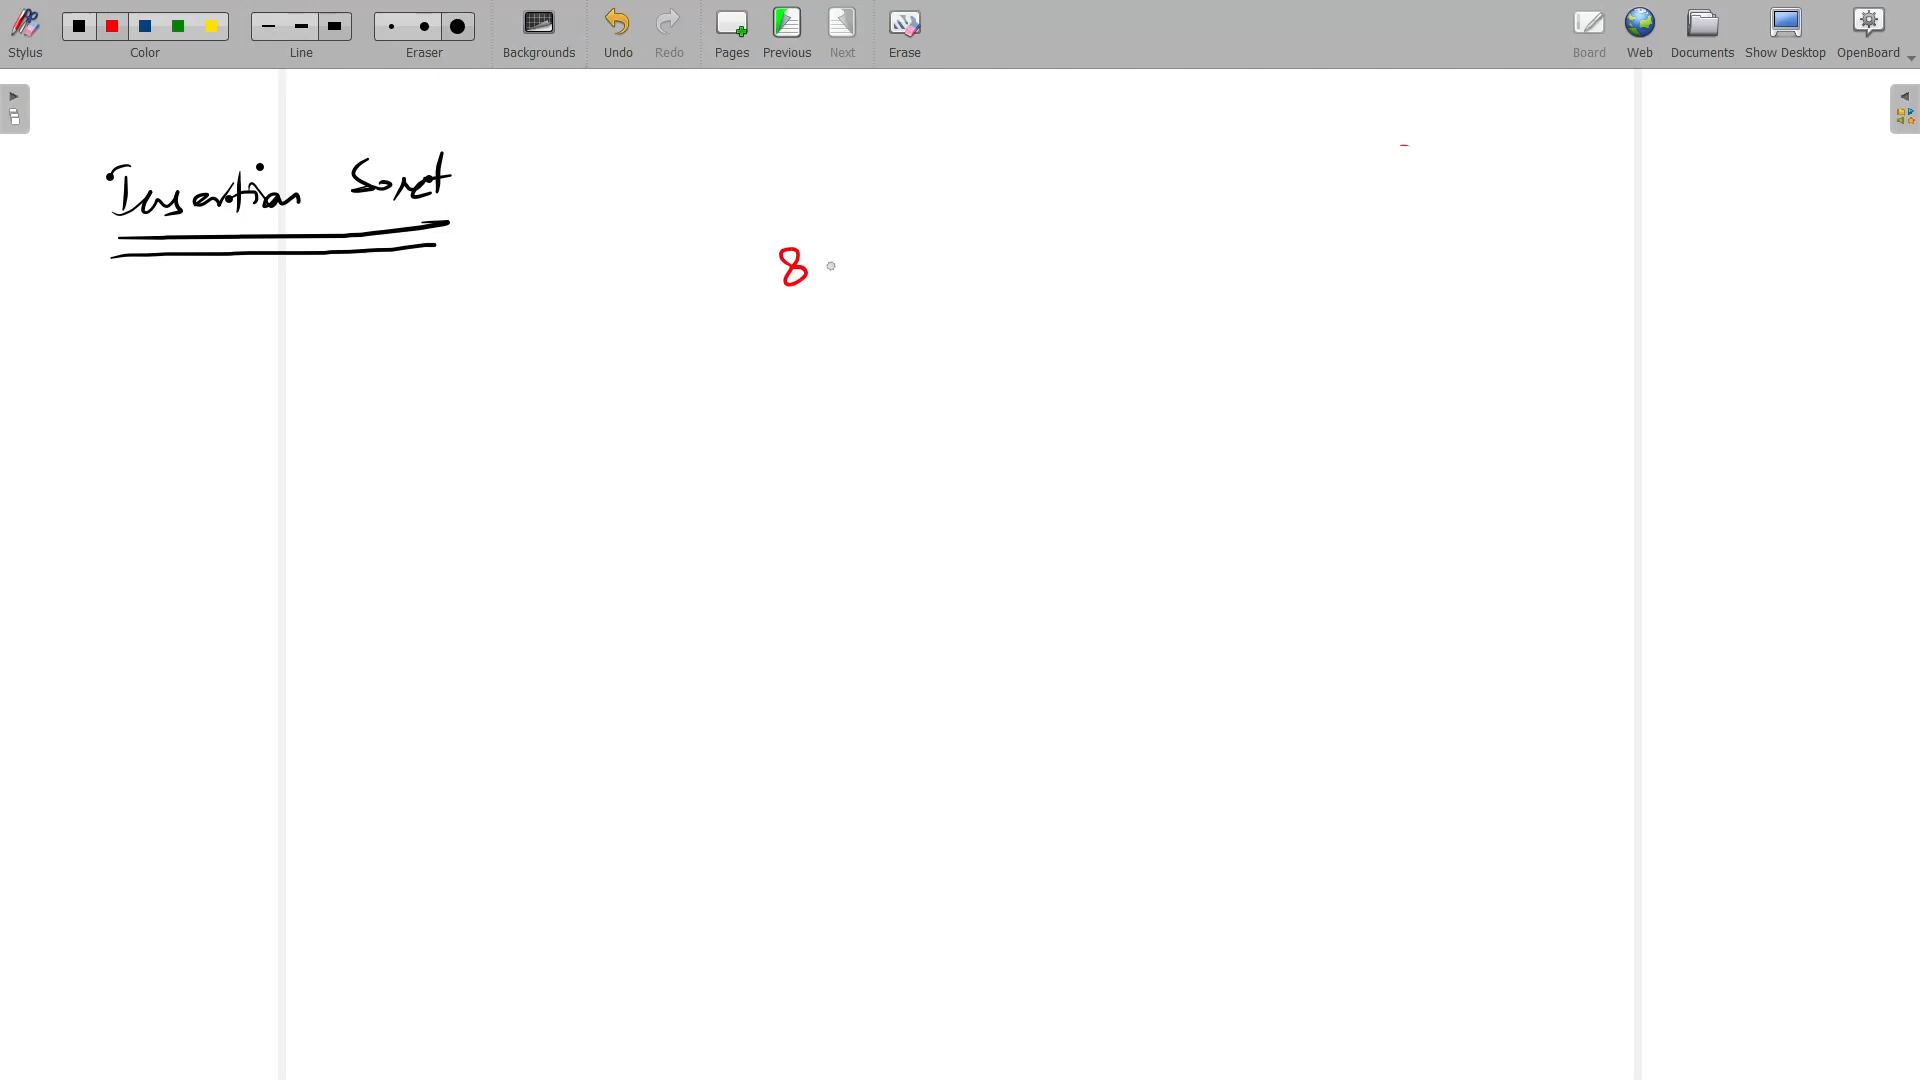 Stylus Color Line Eraser Backgrounds Undo Redo Pages Previous Next Erase Board Web Documents Show Desktop OpenBoard
Insertion Sort
8